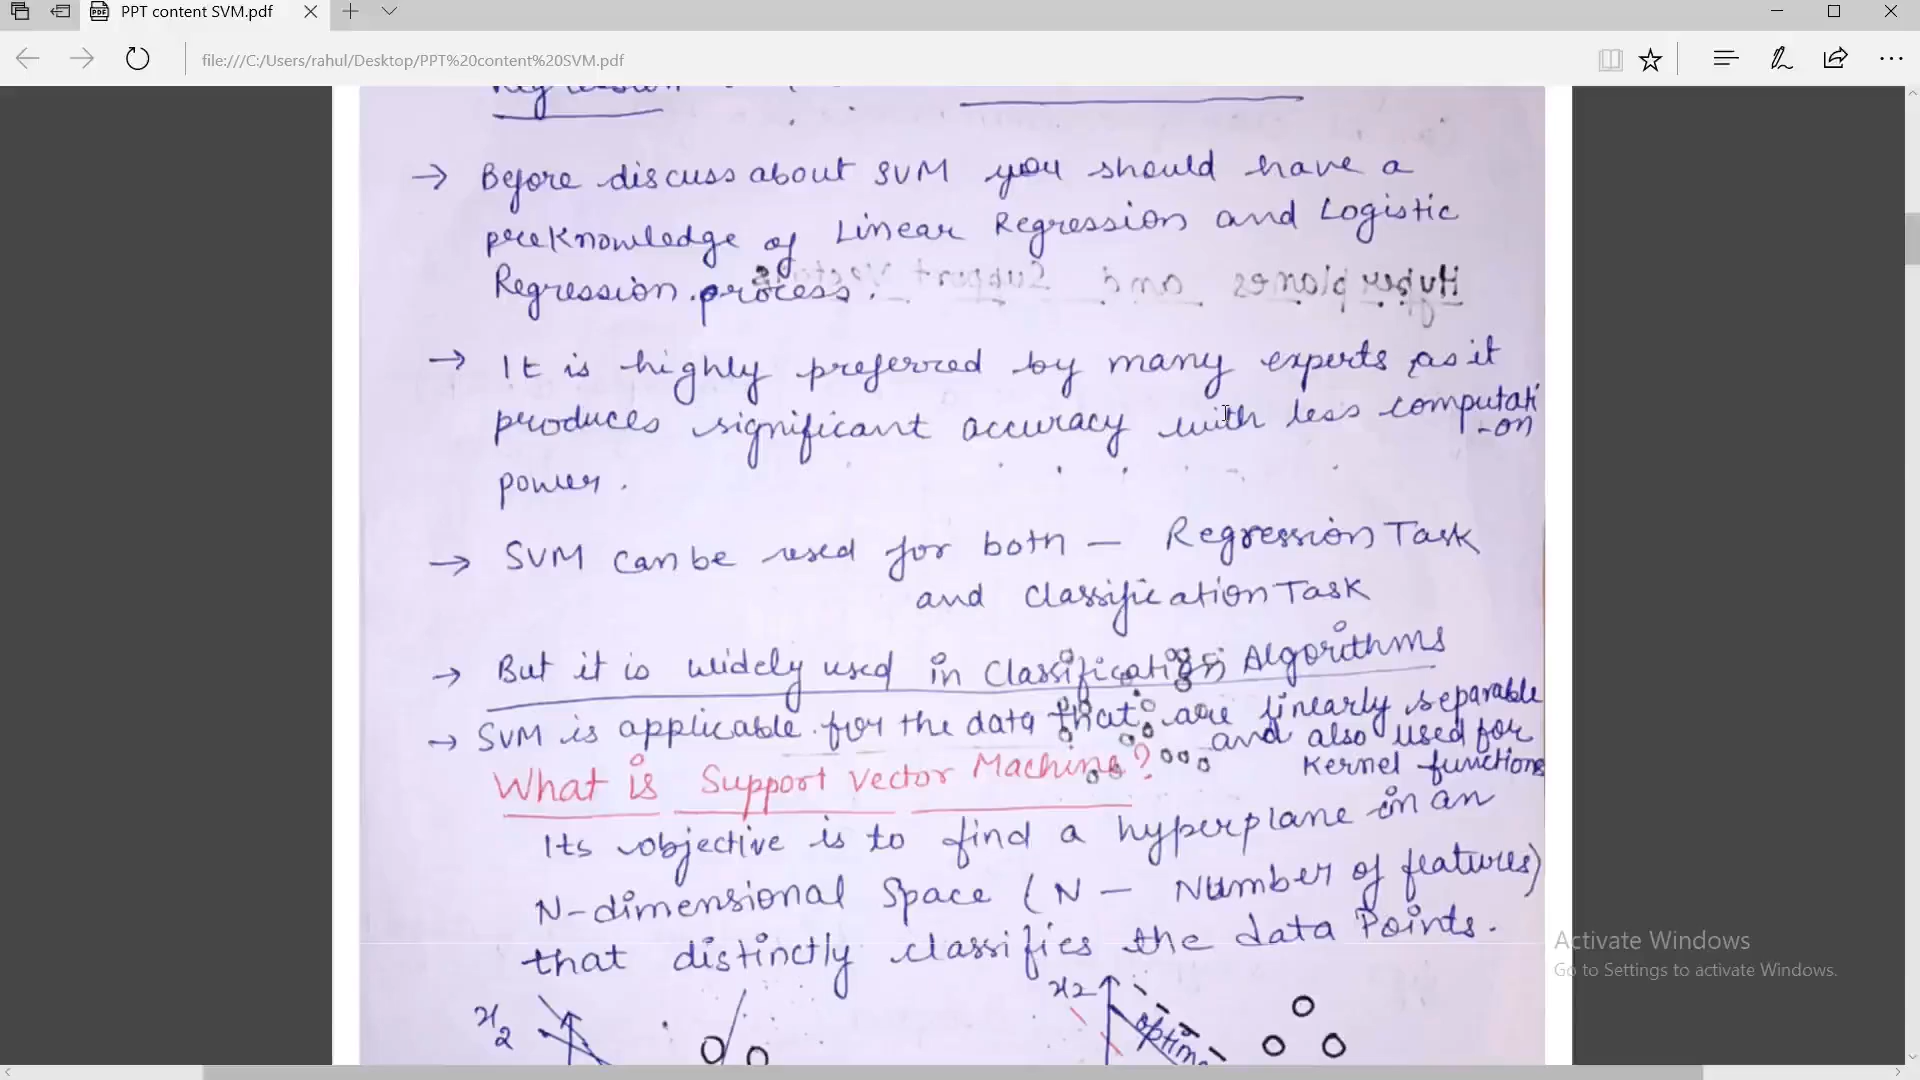 PPT content SVM.pdf
file:///C:/Users/rahul/Desktop/PPT%20content%20SVM.pdf
Regression
→ Before discuss about SVM you should have a
preknowledge of Linear Regression and Logistic
Regression process.
→ It is highly preferred by many experts as it
produces significant accuracy with less computati
-on
power.
→ SVM can be used for both — Regression Task
and Classification Task
→ But it is widely used in Classification Algorithms
→ SVM is applicable for the data that are linearly separable
and also used for
Kernel functions
What is Support Vector Machine?
Its objective is to find a hyperplane in an
N-dimensional Space (N — Number of features)
that distinctly classifies the data Points.
x2
x2
Activate Windows
Go to Settings to activate Windows.